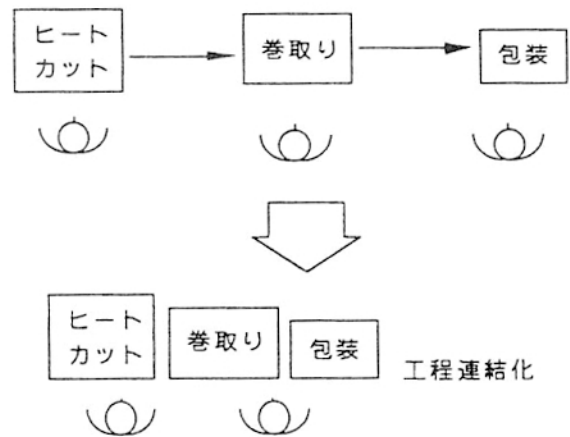 ヒート
カット
巻取り
包装
ヒート
カット
巻取り
包装
工程連結化